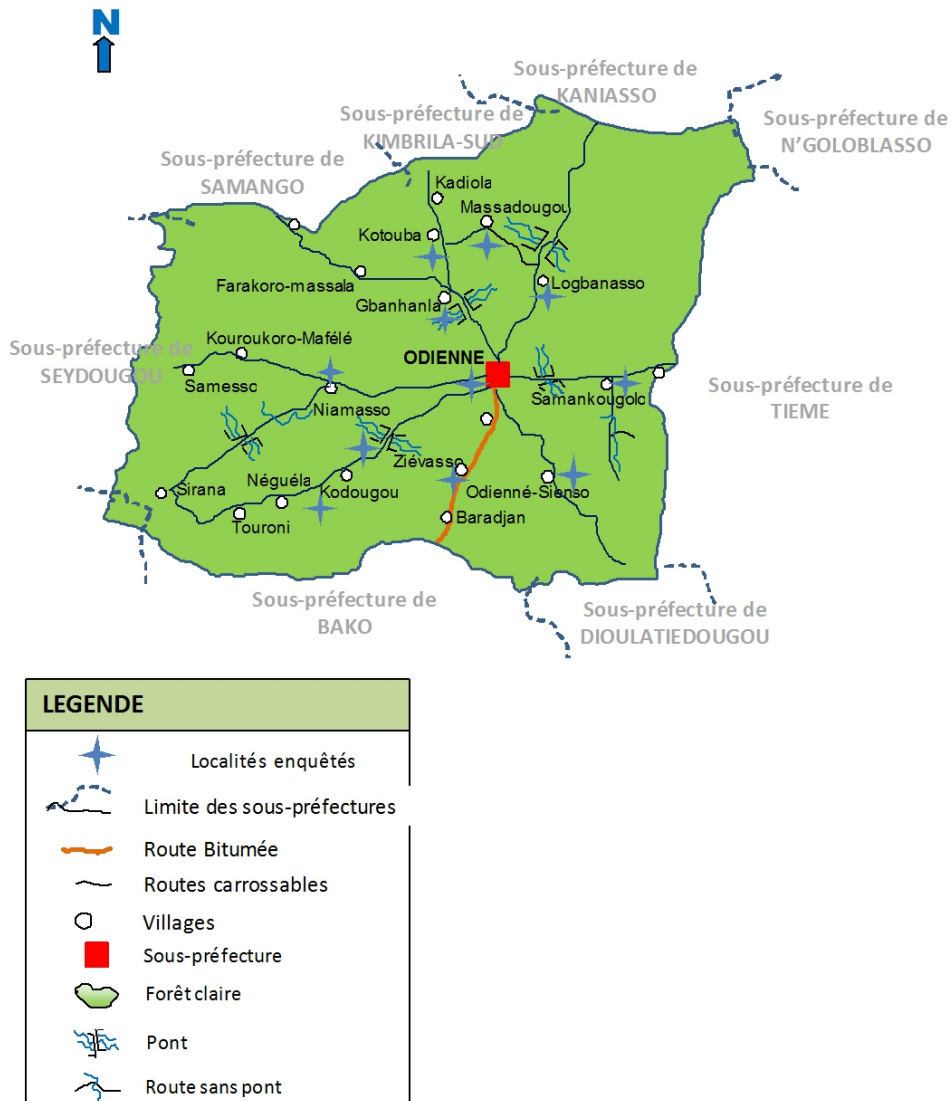 N
Sous-préfecture de
KANIASSO
Sous-préfecture de
KIMBRILA-SUD
Sous-préfecture de
N'GOLOBLASSO
Sous-préfecture de
SAMANGO
Kadiola
Massadougou
Kotouba
Farakoro-massala
Logbanasso
Gbanhanla
Kouroukoro-Mafélé
ODIENNE
Sous-préfecture de
SEYDOUGOU
Samesso
Niamasso
Samankougolo
Sous-préfecture de
TIEME
Ziévasso
Sirana
Néguéla
Kodougou
Odienné-Sienso
Touroni
Baradjan
Sous-préfecture de
BAKO
Sous-préfecture de
DIOULATIEDOUGOU
LEGENDE
Localités enquêtés
Limite des sous-préfectures
Route Bitumée
Routes carrossables
Villages
Sous-préfecture
Forêt claire
Pont
Route sans pont